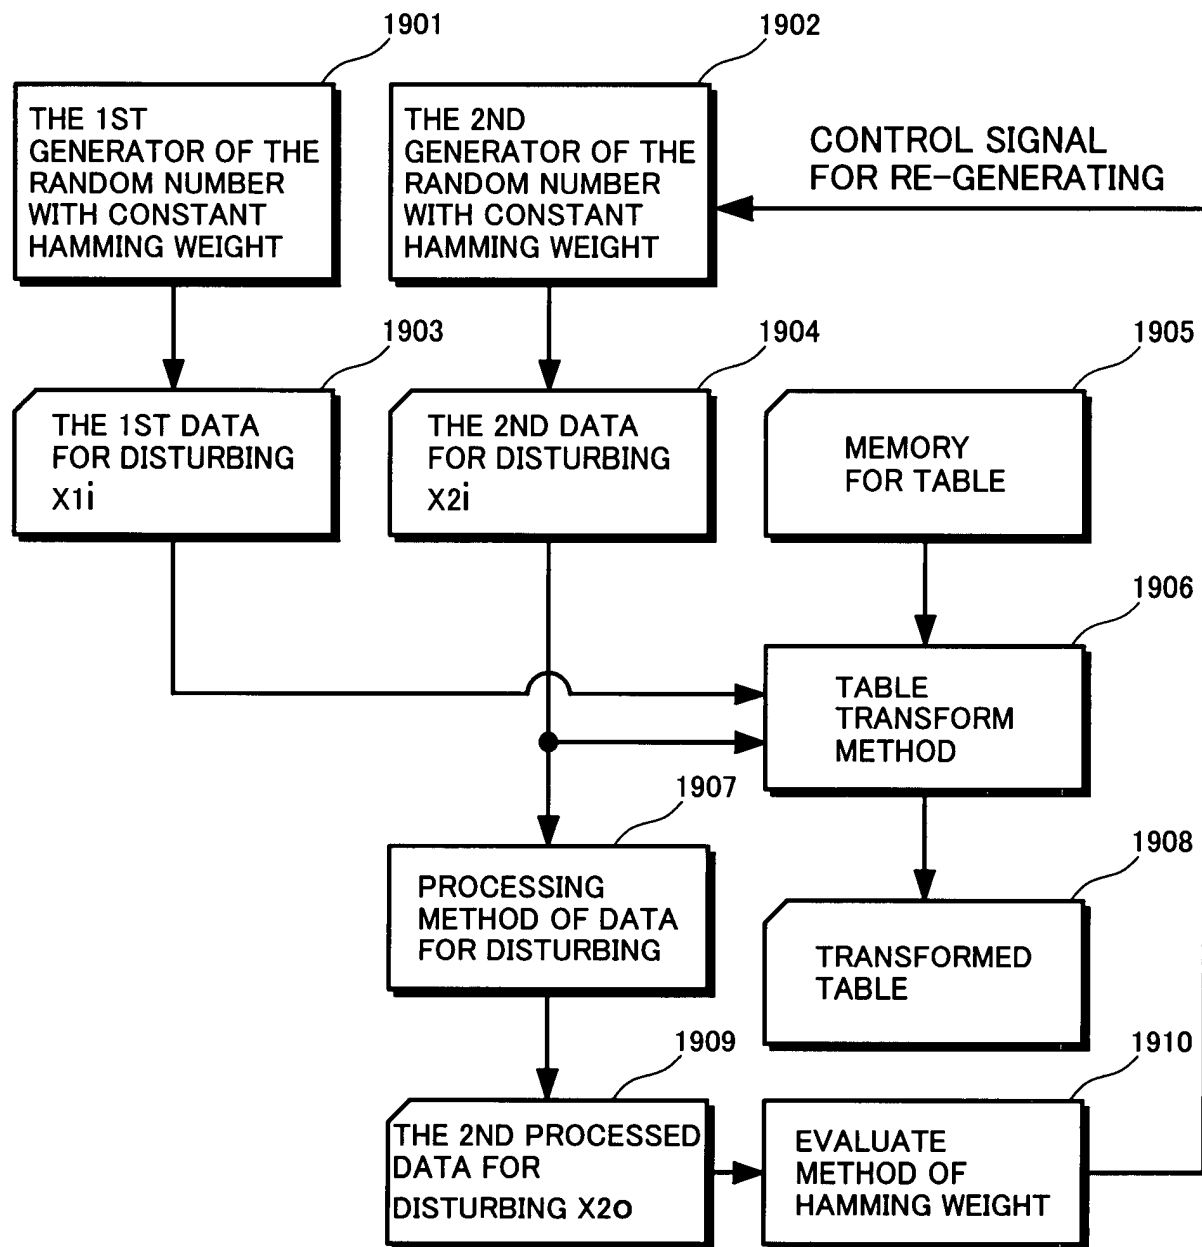 1901
1902
THE 1ST
GENERATOR OF THE
RANDOM NUMBER
WITH CONSTANT
HAMMING WEIGHT
THE 2ND
GENERATOR OF THE
RANDOM NUMBER
WITH CONSTANT
HAMMING WEIGHT
CONTROL SIGNAL
FOR RE-GENERATING
1903
1904
1905
THE 1ST DATA
FOR DISTURBING
X1i
THE 2ND DATA
FOR DISTURBING
X2i
MEMORY
FOR TABLE
1906
TABLE
TRANSFORM
METHOD
1907
PROCESSING
METHOD OF DATA
FOR DISTURBING
1908
TRANSFORMED
TABLE
1909
THE 2ND PROCESSED
DATA FOR
DISTURBING X2o
1910
EVALUATE
METHOD OF
HAMMING WEIGHT